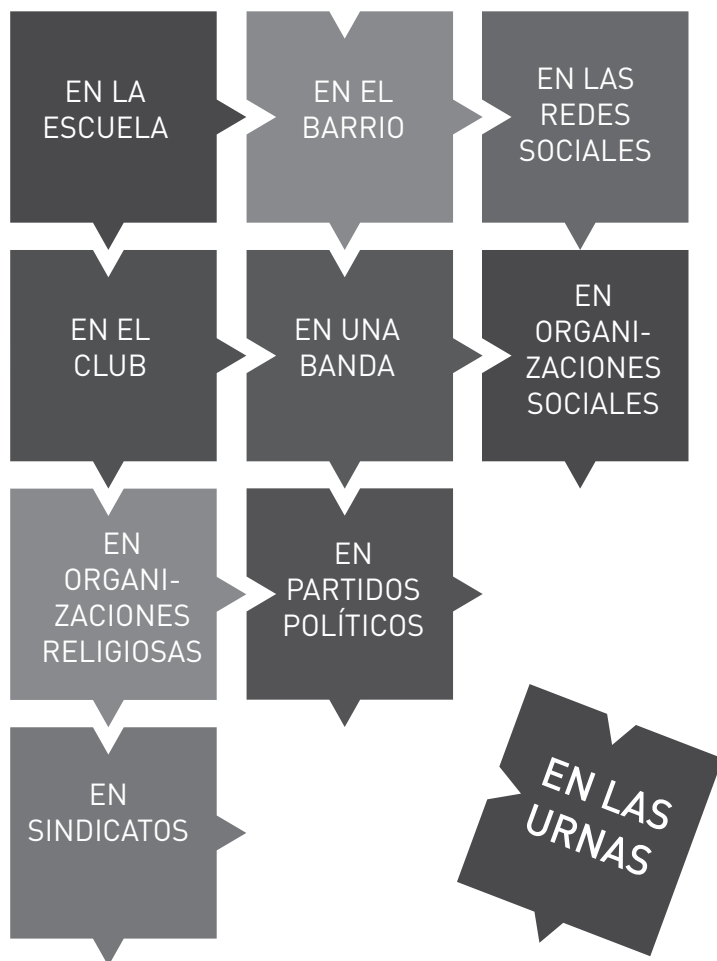 EN LA
ESCUELA
EN EL
BARRIO
EN LAS
REDES
SOCIALES
EN EL
CLUB
EN UNA
BANDA
EN
ORGANI-
ZACIONES
SOCIALES
EN
ORGANI-
ZACIONES
RELIGIOSAS
EN
PARTIDOS
POLÍTICOS
EN
SINDICATOS
EN LAS
URNAS